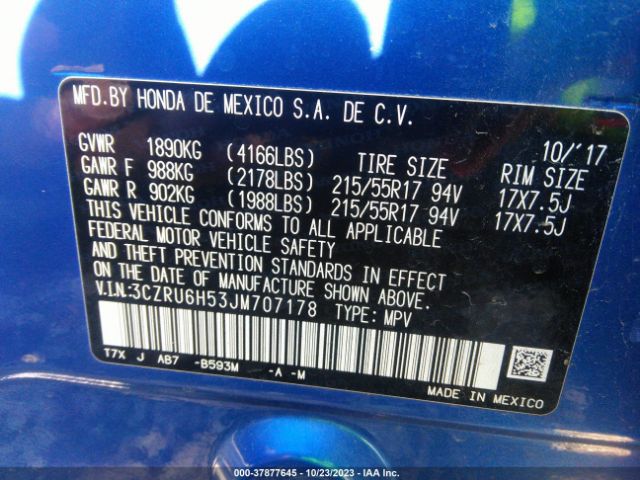 MFD.BY HONDA DE MEXICO S.A. DE C.V.
10/'17
GVWR 1890KG (4166LBS) TIRE SIZE RIM SIZE
GAWR F 988KG (2178LBS) 215/55R17 94V 17X7.5J
GAWR R 902KG (1988LBS) 215/55R17 94V 17X7.5J
THIS VEHICLE CONFORMS TO ALL APPLICABLE
FEDERAL MOTOR VEHICLE SAFETY
AND THEFT PREVENTION STANDARDS IN EFFECT
ON THE DATE OF MANUFACTURE SHOWN ABOVE.
V.I.N:3CZRU6H53JM707178 TYPE: MPV
T7X J AB7 -B593M -A -M
MADE IN MEXICO
000-37877645 - 10/23/2023 - IAA Inc.